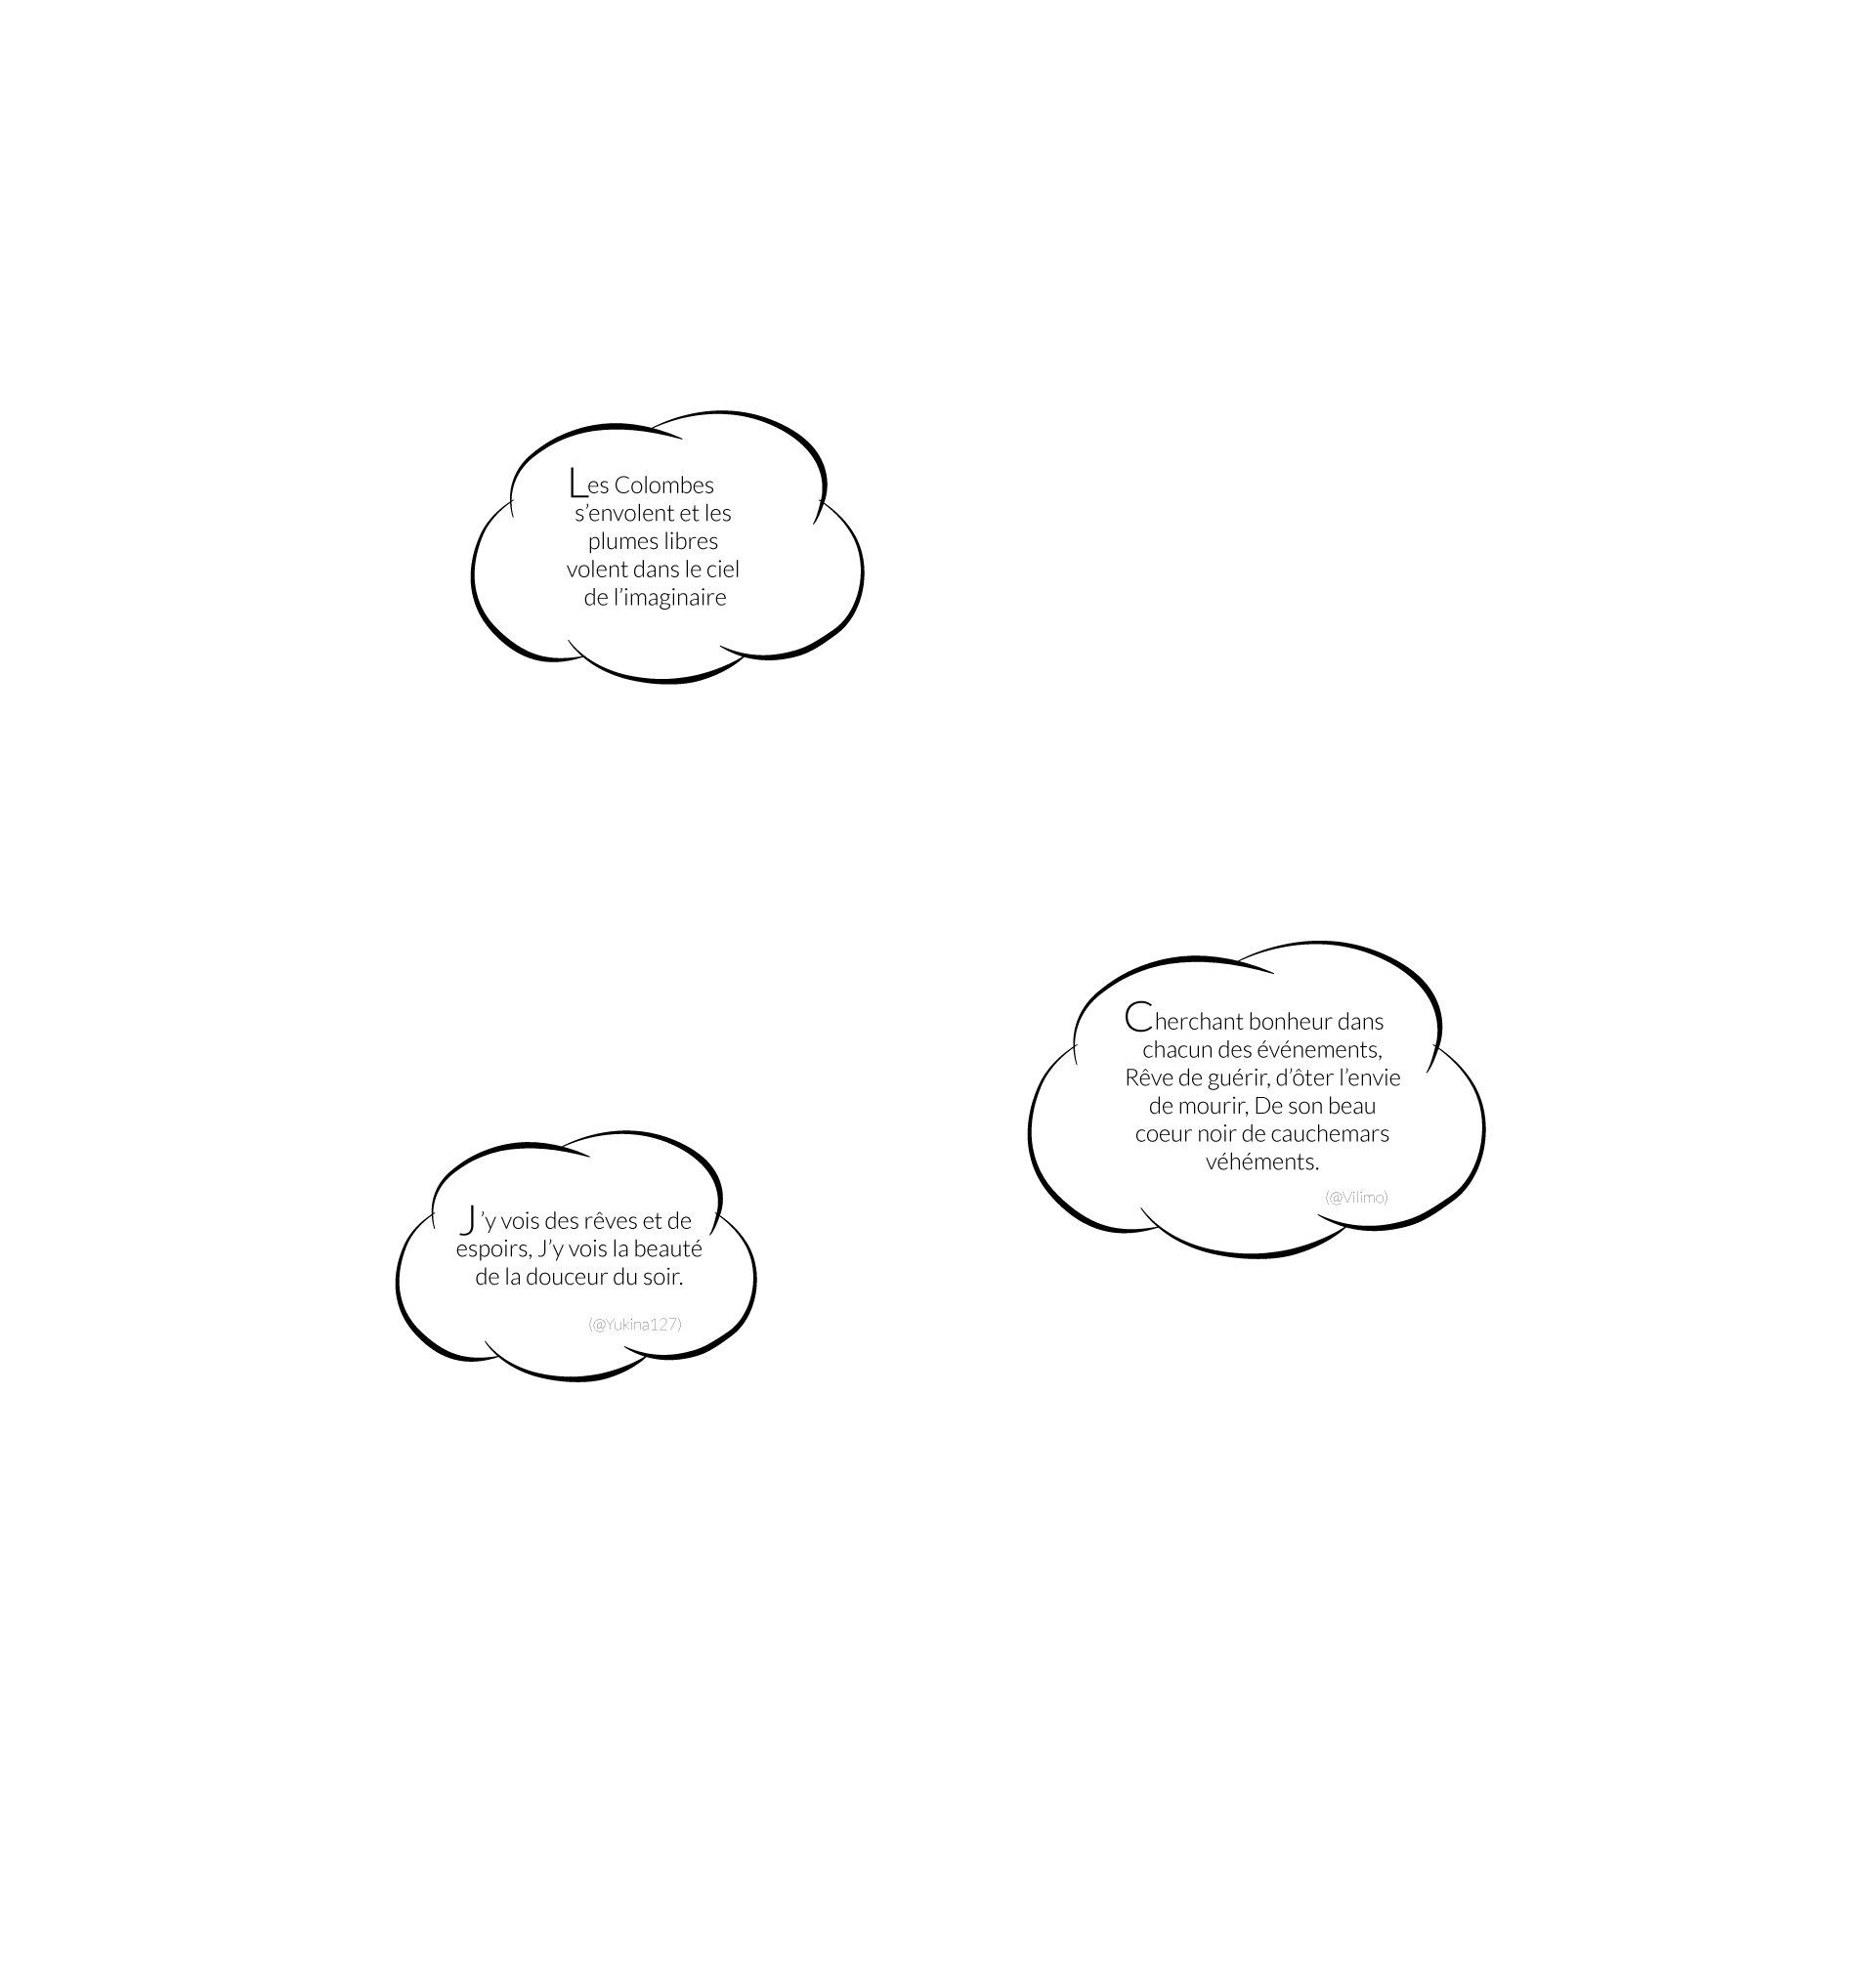 Les Colombes
s’envolent et les
plumes libres
volent dans le ciel
de l’imaginaire
Cherchant bonheur dans
chacun des événements,
Rêve de guérir, d’ôter l’envie
de mourir, De son beau
coeur noir de cauchemars
véhéments.
(@Vilimo)
J’y vois des rêves et de
espoirs, J’y vois la beauté
de la douceur du soir.
(@Yukina127)